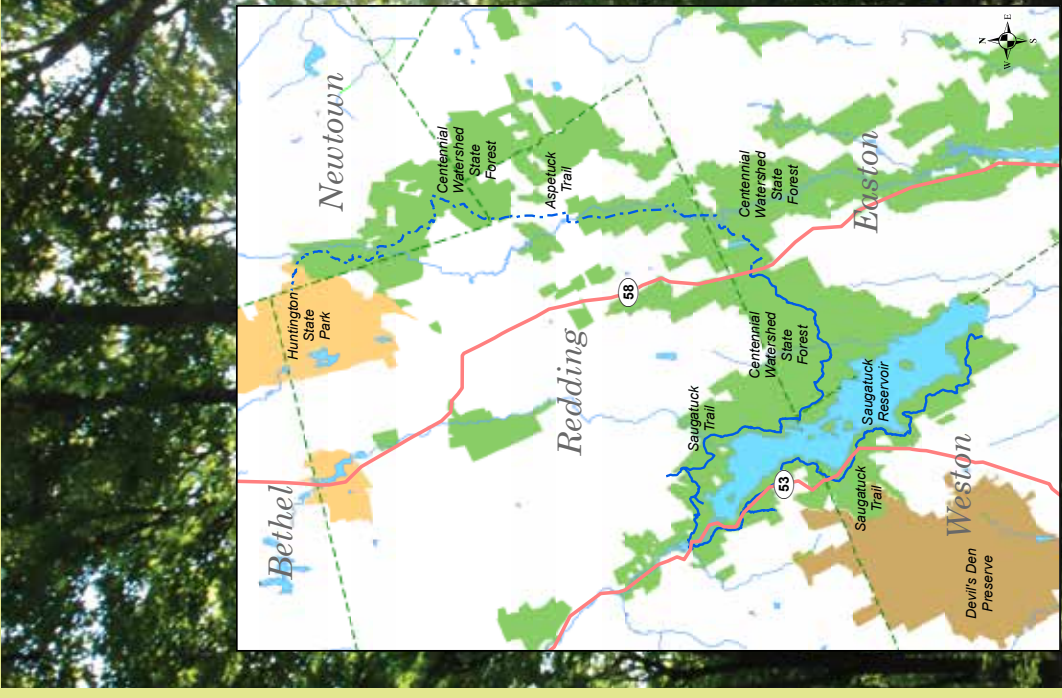 N
E
W
S
Newtown
Centennial
Watershed
State
Forest
Aspetuck
Trail
Centennial
Watershed
State
Forest
Easton
Huntington
State
Park
58
Redding
Centennial
Watershed
State
Forest
Saugatuck
Trail
Saugatuck
Reservoir
Bethel
53
Saugatuck
Trail
Weston
Devil's Den
Preserve